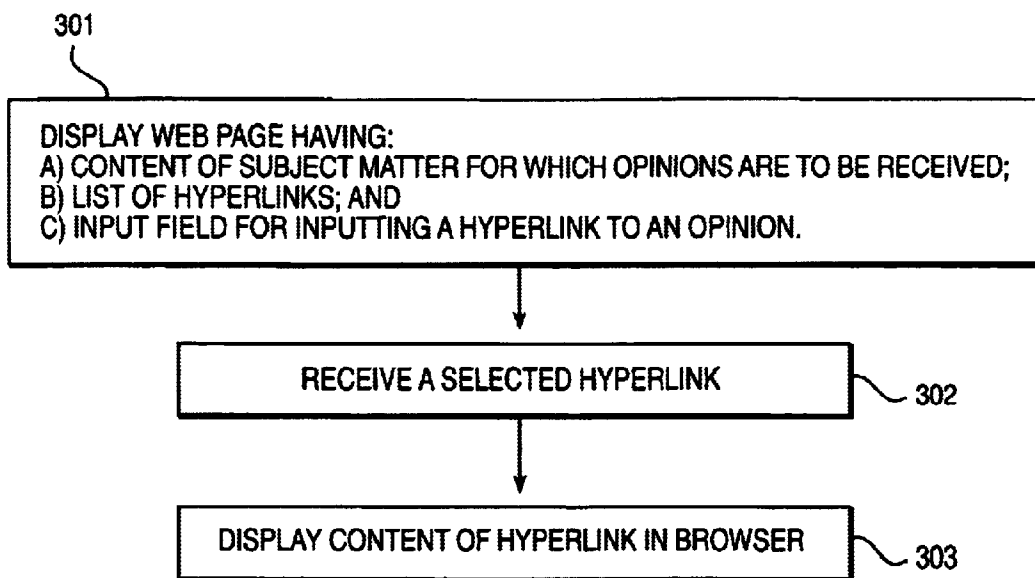 301
DISPLAY WEB PAGE HAVING:
A) CONTENT OF SUBJECT MATTER FOR WHICH OPINIONS ARE TO BE RECEIVED;
B) LIST OF HYPERLINKS; AND
C) INPUT FIELD FOR INPUTTING A HYPERLINK TO AN OPINION.
RECEIVE A SELECTED HYPERLINK
302
DISPLAY CONTENT OF HYPERLINK IN BROWSER
303